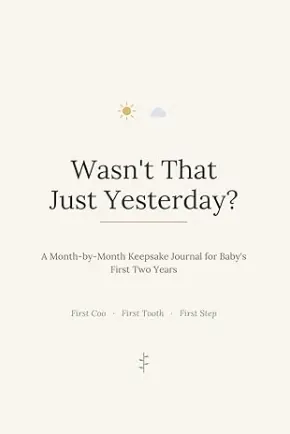 Wasn't That
Just Yesterday?
A Month-by-Month Keepsake Journal for Baby's
First Two Years
First Coo · First Tooth · First Step